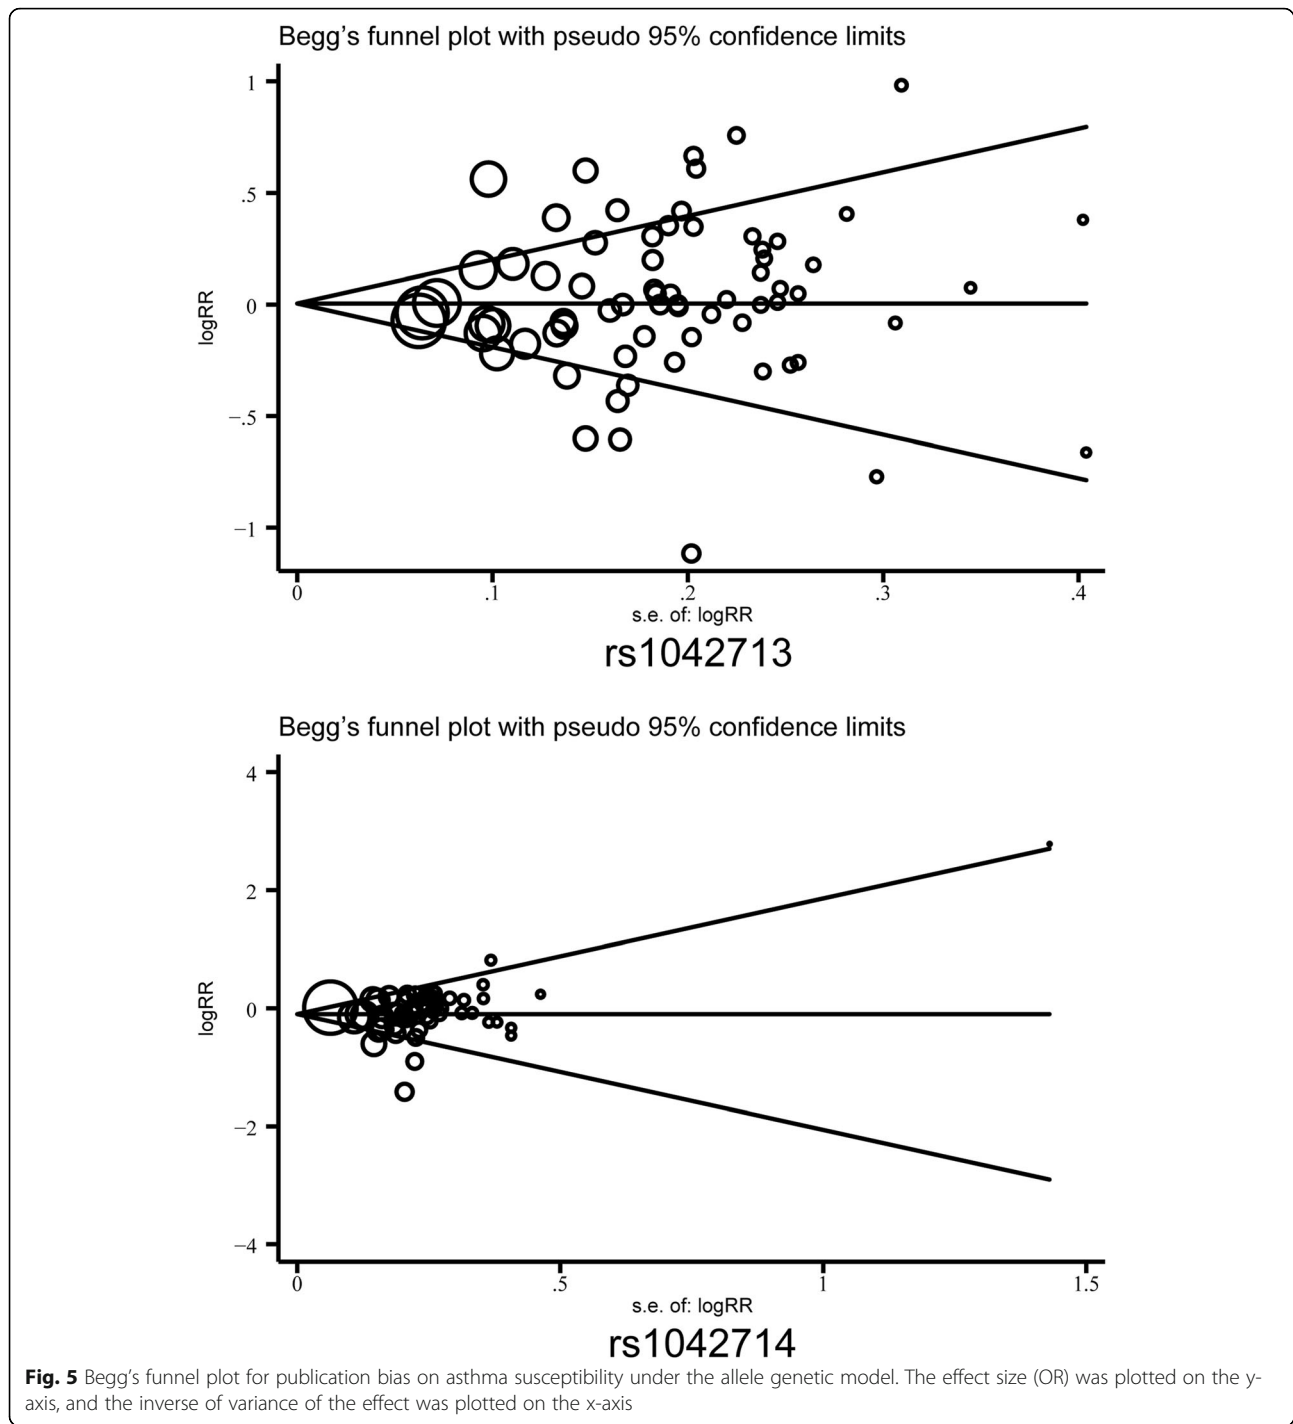 Begg’s funnel plot with pseudo 95% confidence limits
1
.5
0
−.5
−1
logRR
0 .1 .2 .3 .4
s.e. of: logRR
rs1042713
Begg’s funnel plot with pseudo 95% confidence limits
4
2
0
−2
−4
logRR
0 .5 1 1.5
s.e. of: logRR
rs1042714
Fig. 5 Begg’s funnel plot for publication bias on asthma susceptibility under the allele genetic model. The effect size (OR) was plotted on the y-
axis, and the inverse of variance of the effect was plotted on the x-axis